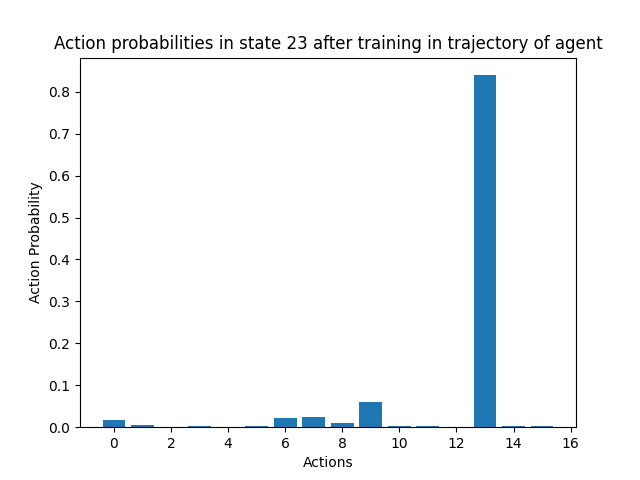 Action probabilities in state 23 after training in trajectory of agent
Action Probability
0.8
0.7
0.6
0.5
0.4
0.3
0.2
0.1
0.0
0 2 4 6 8 10 12 14 16
Actions